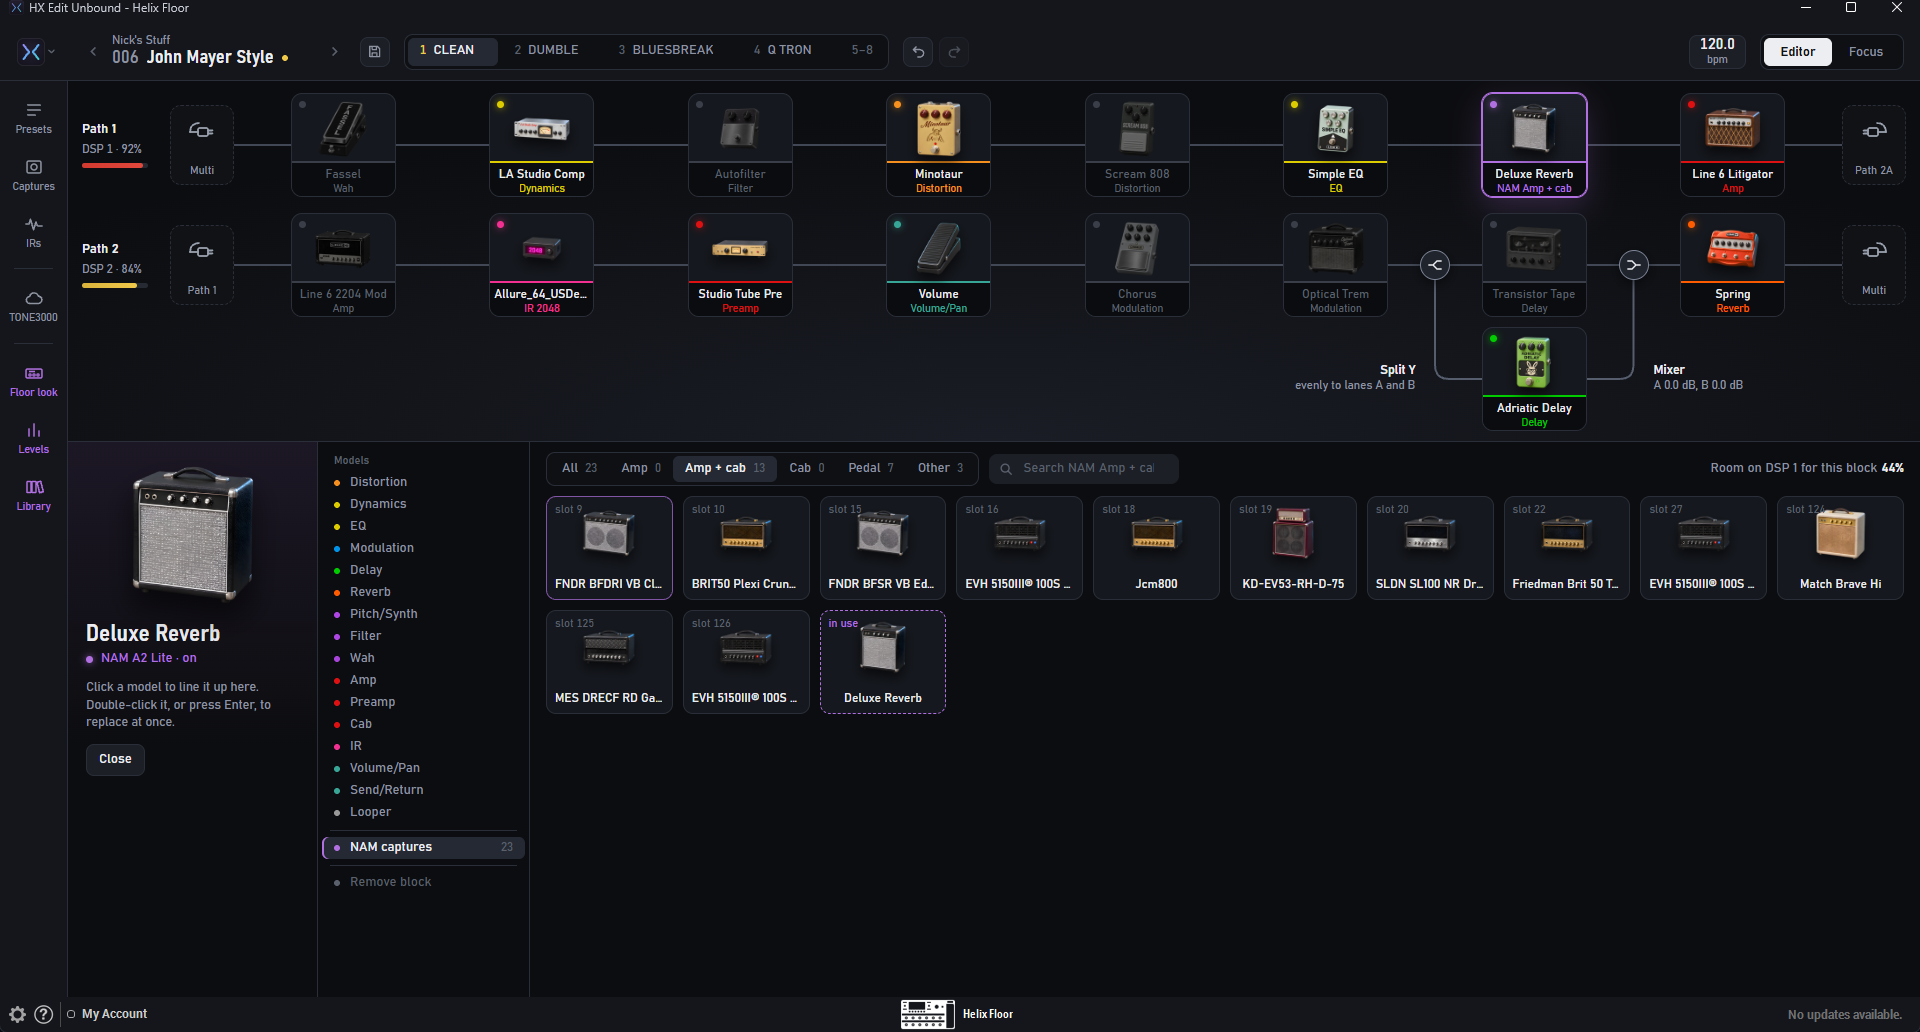 HX Edit Unbound - Helix Floor
Nick's Stuff
006 John Mayer Style
1 CLEAN
2 DUMBLE
3 BLUESBREAK
4 Q TRON
5–8
120.0
bpm
Editor
Focus
Presets
Captures
IRs
TONE3000
Floor look
Levels
Library
Path 1
DSP 1 · 92%
Multi
Fassel
Wah
LA Studio Comp
Dynamics
Autofilter
Filter
Minotaur
Distortion
Scream 808
Distortion
Simple EQ
EQ
Deluxe Reverb
NAM Amp + cab
Line 6 Litigator
Amp
Path 2A
Path 2
DSP 2 · 84%
Path 1
Line 6 2204 Mod
Amp
Allure_64_USDe...
IR 2048
Studio Tube Pre
Preamp
Volume
Volume/Pan
Chorus
Modulation
Optical Trem
Modulation
Transistor Tape
Delay
Spring
Reverb
Multi
Split Y
evenly to lanes A and B
Mixer
A 0.0 dB, B 0.0 dB
Adriatic Delay
Delay
Deluxe Reverb
NAM A2 Lite · on
Click a model to line it up here.
Double-click it, or press Enter, to
replace at once.
Close
Models
Distortion
Dynamics
EQ
Modulation
Delay
Reverb
Pitch/Synth
Filter
Wah
Amp
Preamp
Cab
IR
Volume/Pan
Send/Return
Looper
NAM captures 23
Remove block
All 23
Amp 0
Amp + cab 13
Cab 0
Pedal 7
Other 3
Search NAM Amp + cal
Room on DSP 1 for this block 44%
slot 9
FNDR BFDRI VB Cl...
slot 10
BRIT50 Plexi Crun...
slot 15
FNDR BFSR VB Ed...
slot 16
EVH 5150III® 100S ...
slot 18
Jcm800
slot 19
KD-EV53-RH-D-75
slot 20
SLDN SL100 NR Dr...
slot 22
Friedman Brit 50 T...
slot 27
EVH 5150III® 100S ...
slot 124
Match Brave Hi
slot 125
MES DRECF RD Ga...
slot 126
EVH 5150III® 100S ...
in use
Deluxe Reverb
My Account
Helix Floor
No updates available.